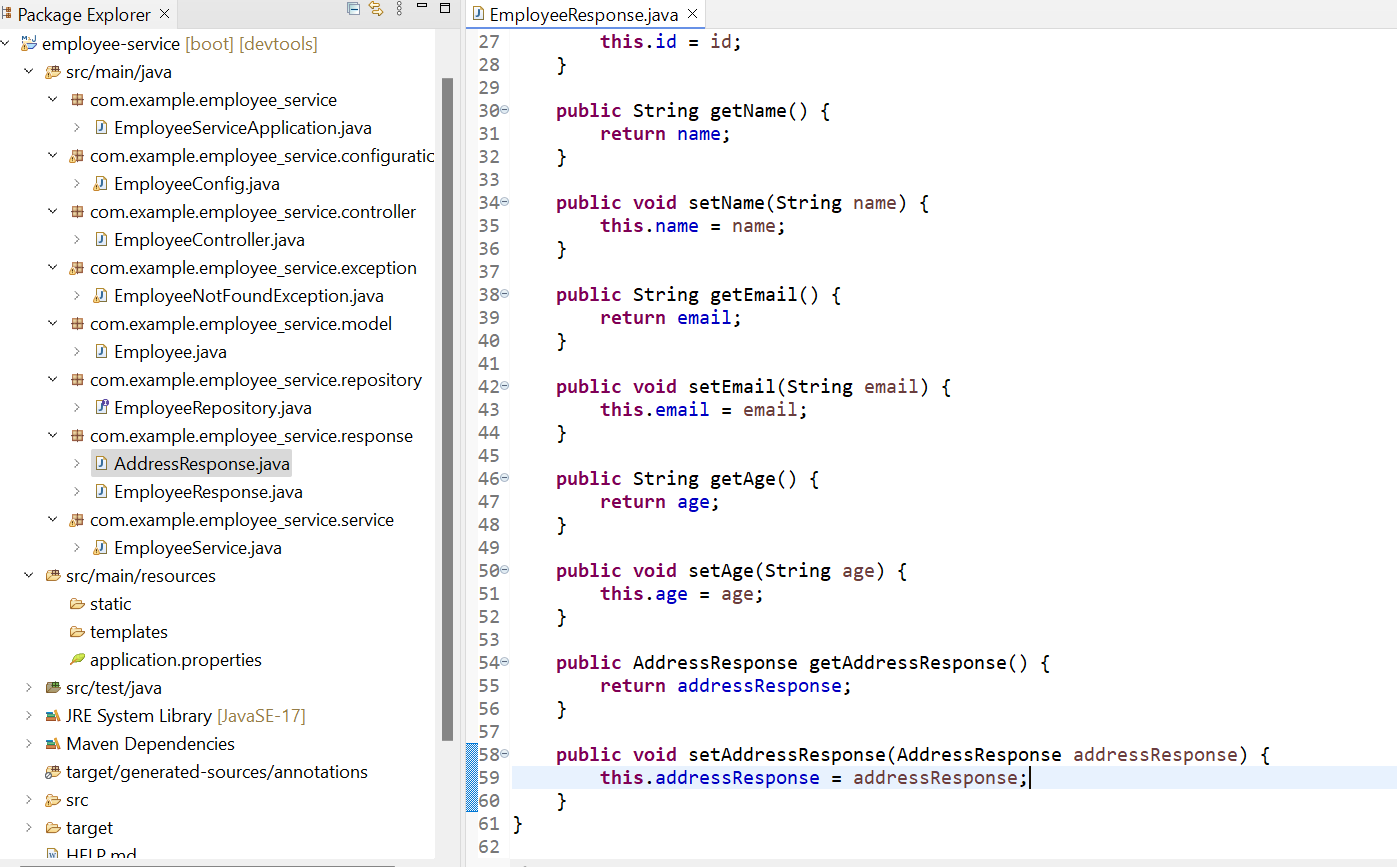 Package Explorer
employee-service [boot] [devtools]
src/main/java
com.example.employee_service
EmployeeServiceApplication.java
com.example.employee_service.configuratio
EmployeeConfig.java
com.example.employee_service.controller
EmployeeController.java
com.example.employee_service.exception
EmployeeNotFoundException.java
com.example.employee_service.model
Employee.java
com.example.employee_service.repository
EmployeeRepository.java
com.example.employee_service.response
AddressResponse.java
EmployeeResponse.java
com.example.employee_service.service
EmployeeService.java
src/main/resources
static
templates
application.properties
src/test/java
JRE System Library [JavaSE-17]
Maven Dependencies
target/generated-sources/annotations
src
target
HELP.md
EmployeeResponse.java
27 this.id = id;
28 }
29
30 public String getName() {
31 return name;
32 }
33
34 public void setName(String name) {
35 this.name = name;
36 }
37
38 public String getEmail() {
39 return email;
40 }
41
42 public void setEmail(String email) {
43 this.email = email;
44 }
45
46 public String getAge() {
47 return age;
48 }
49
50 public void setAge(String age) {
51 this.age = age;
52 }
53
54 public AddressResponse getAddressResponse() {
55 return addressResponse;
56 }
57
58 public void setAddressResponse(AddressResponse addressResponse) {
59 this.addressResponse = addressResponse;
60 }
61 }
62